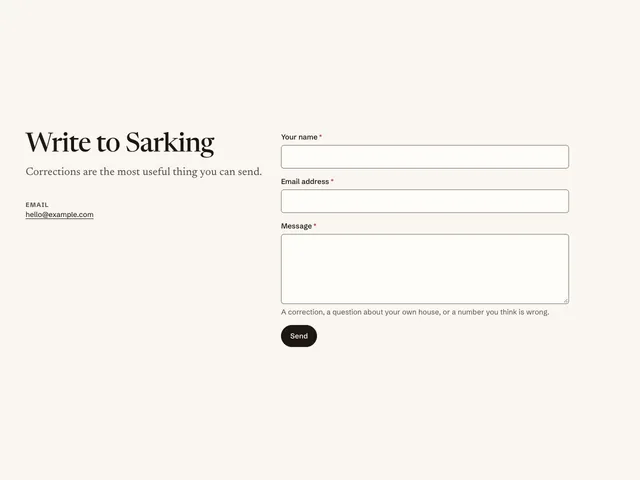 Write to Sarking
Corrections are the most useful thing you can send.
EMAIL
hello@example.com
Your name *
Email address *
Message *
A correction, a question about your own house, or a number you think is wrong.
Send